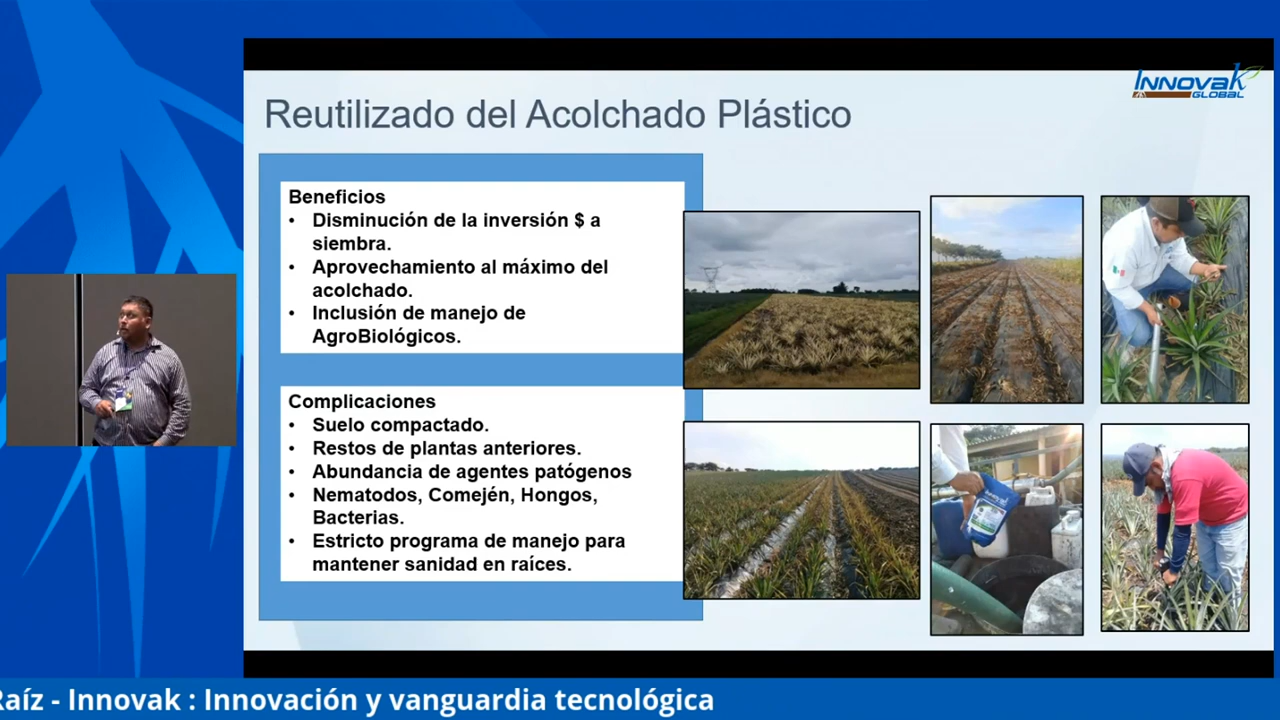 INNOVAK
GLOBAL
Reutilizado del Acolchado Plástico
Beneficios
• Disminución de la inversión $ a
siembra.
• Aprovechamiento al máximo del
acolchado.
• Inclusión de manejo de
AgroBiológicos.
Complicaciones
• Suelo compactado.
• Restos de plantas anteriores.
• Abundancia de agentes patógenos
• Nematodos, Comején, Hongos,
Bacterias.
• Estricto programa de manejo para
mantener sanidad en raíces.
Raíz - Innovak : Innovación y vanguardia tecnológica